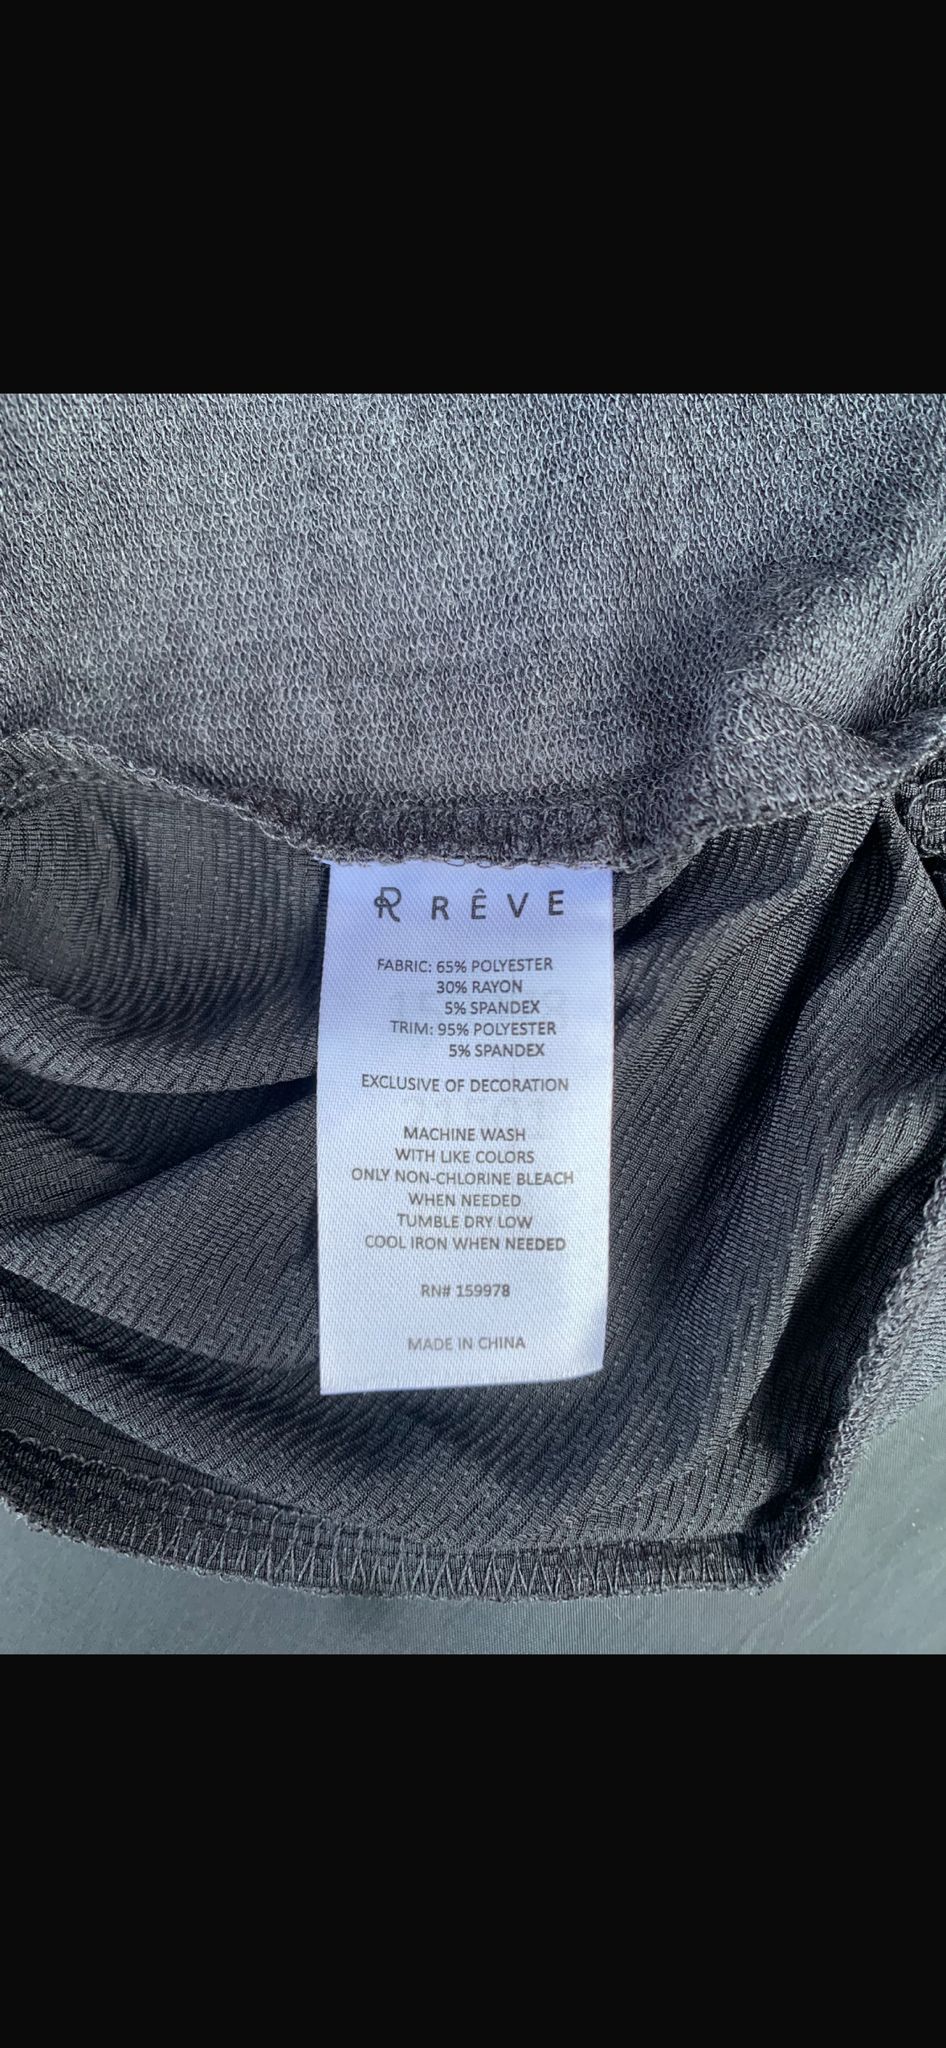 RÊVE
FABRIC: 65% POLYESTER
30% RAYON
5% SPANDEX
TRIM: 95% POLYESTER
5% SPANDEX
EXCLUSIVE OF DECORATION
MACHINE WASH
WITH LIKE COLORS
ONLY NON-CHLORINE BLEACH
WHEN NEEDED
TUMBLE DRY LOW
COOL IRON WHEN NEEDED
RN# 159978
MADE IN CHINA